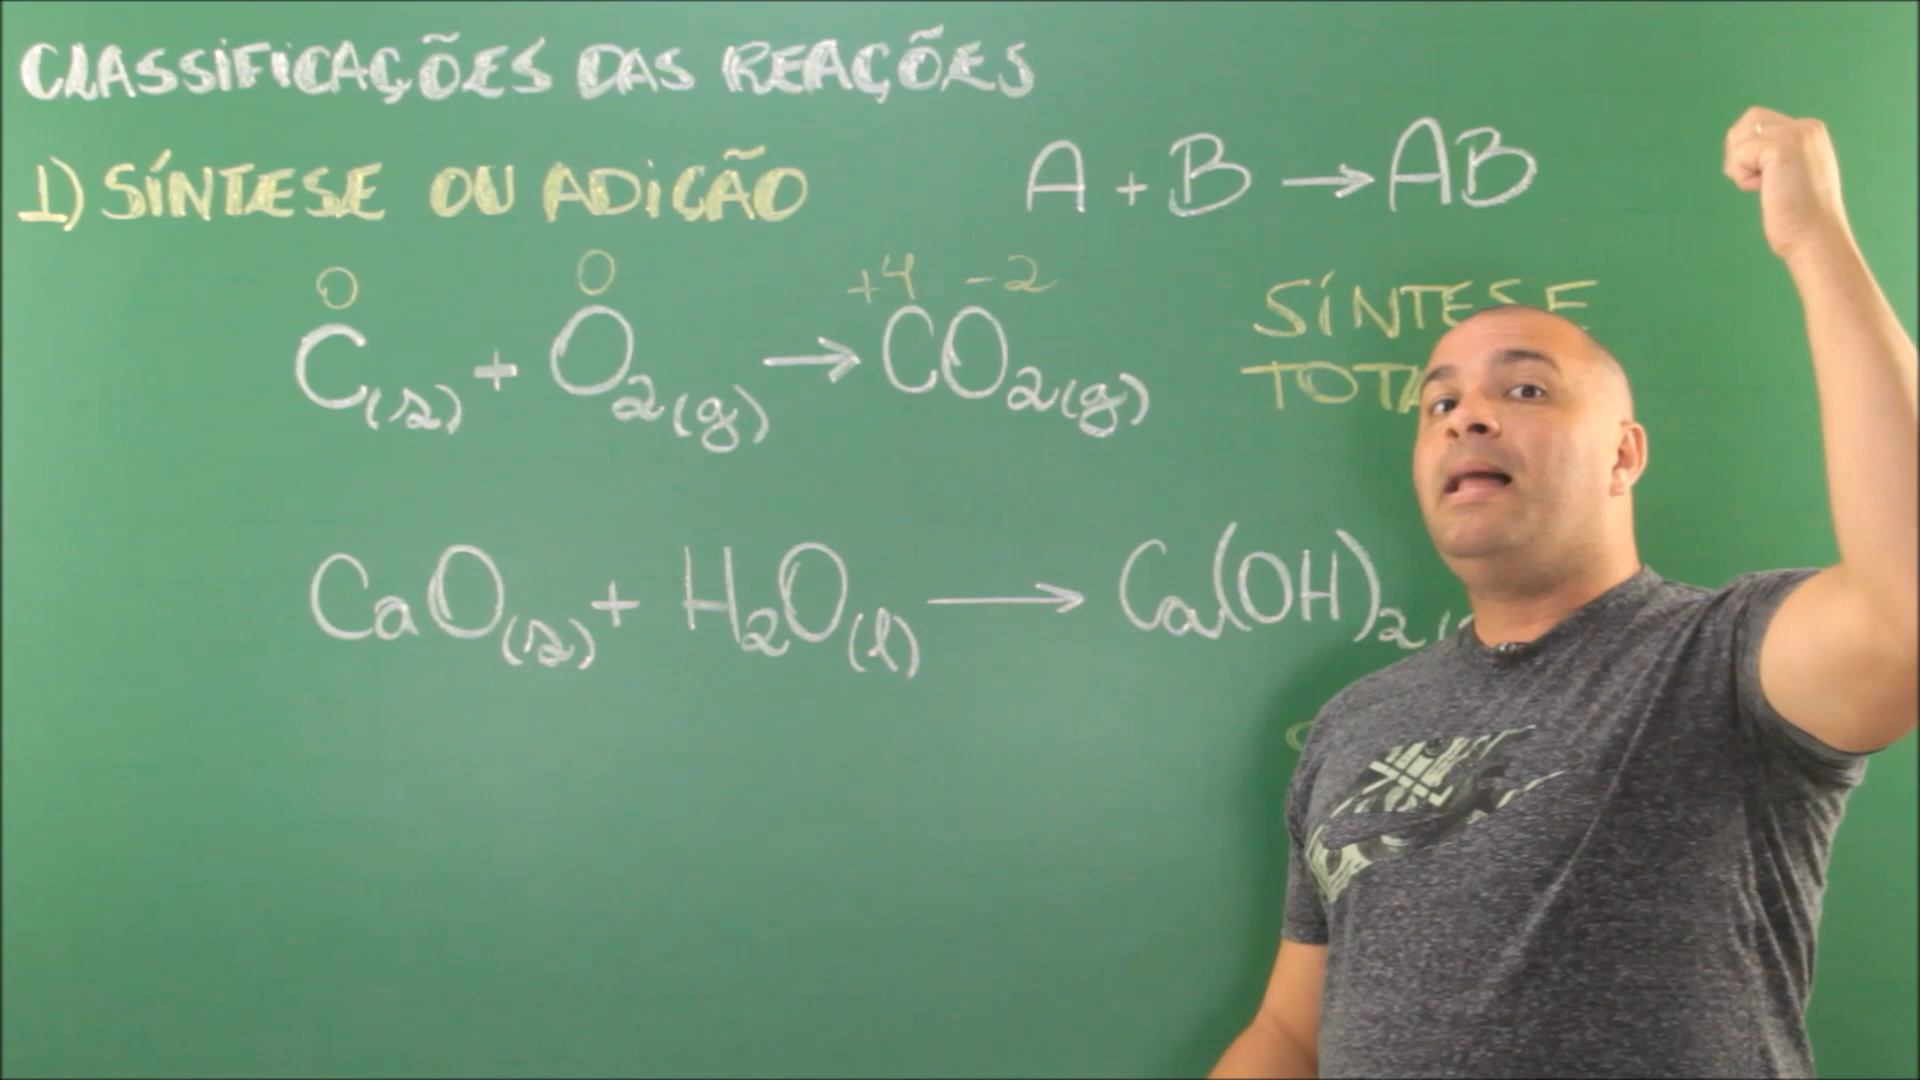 CLASSIFICAÇÕES DAS REAÇÕES
1) SÍNTESE OU ADIÇÃO
A + B → AB
0 0 +4 -2
C(s) + O2(g) → CO2(g)
SÍNTESE
CaO(s) + H2O(l) → Ca(OH)2